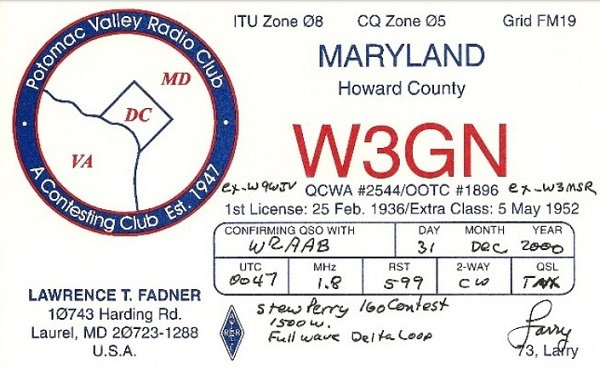 ITU Zone Ø8 CQ Zone Ø5 Grid FM19
Potomac Valley Radio Club
A Contesting Club Est. 1947
MD
DC
VA
MARYLAND
Howard County
W3GN
ex-W9WJV QCWA #2544/OOTC #1896 ex-W3MSR
1st License: 25 Feb. 1936/Extra Class: 5 May 1952
CONFIRMING QSO WITH DAY MONTH YEAR
WRAAB 31 Dec 2000
UTC MHz RST 2-WAY QSL
0047 1.8 599 CW TNX
LAWRENCE T. FADNER
1Ø743 Harding Rd.
Laurel, MD 2Ø723-1288
U.S.A.
Stew Perry 160 Contest
1500 W.
Full wave Delta Loop
Larry
73, Larry